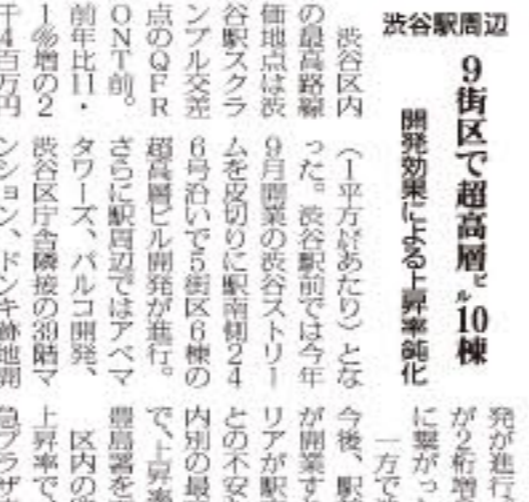 渋谷駅周辺
9街区で超高層ビル10棟
開発効果による上昇率鈍化
渋谷区内
の最高路線
価地点は渋
谷駅スクラ
ンブル交差
点のQFR
ONT前。
前年比11・
1%増の2
千4百万円
（1平方㍍あたり）とな
った。渋谷駅前では今年
9月開業の渋谷ストリー
ムを皮切りに駅南側24
6号沿いで5街区6棟の
超高層ビル開発が進行。
さらに駅周辺ではアベマ
タワーズ、パルコ開発、
渋谷区庁舎隣接の39階マ
ンション、ドンキ跡地開
発が進行
が2桁増
に繋がっ
一方で
今後、駅
が開業す
リアが駅
との不安
内別の最
で、上昇率
豊島署を
区内の
上昇率で、
急プラザ